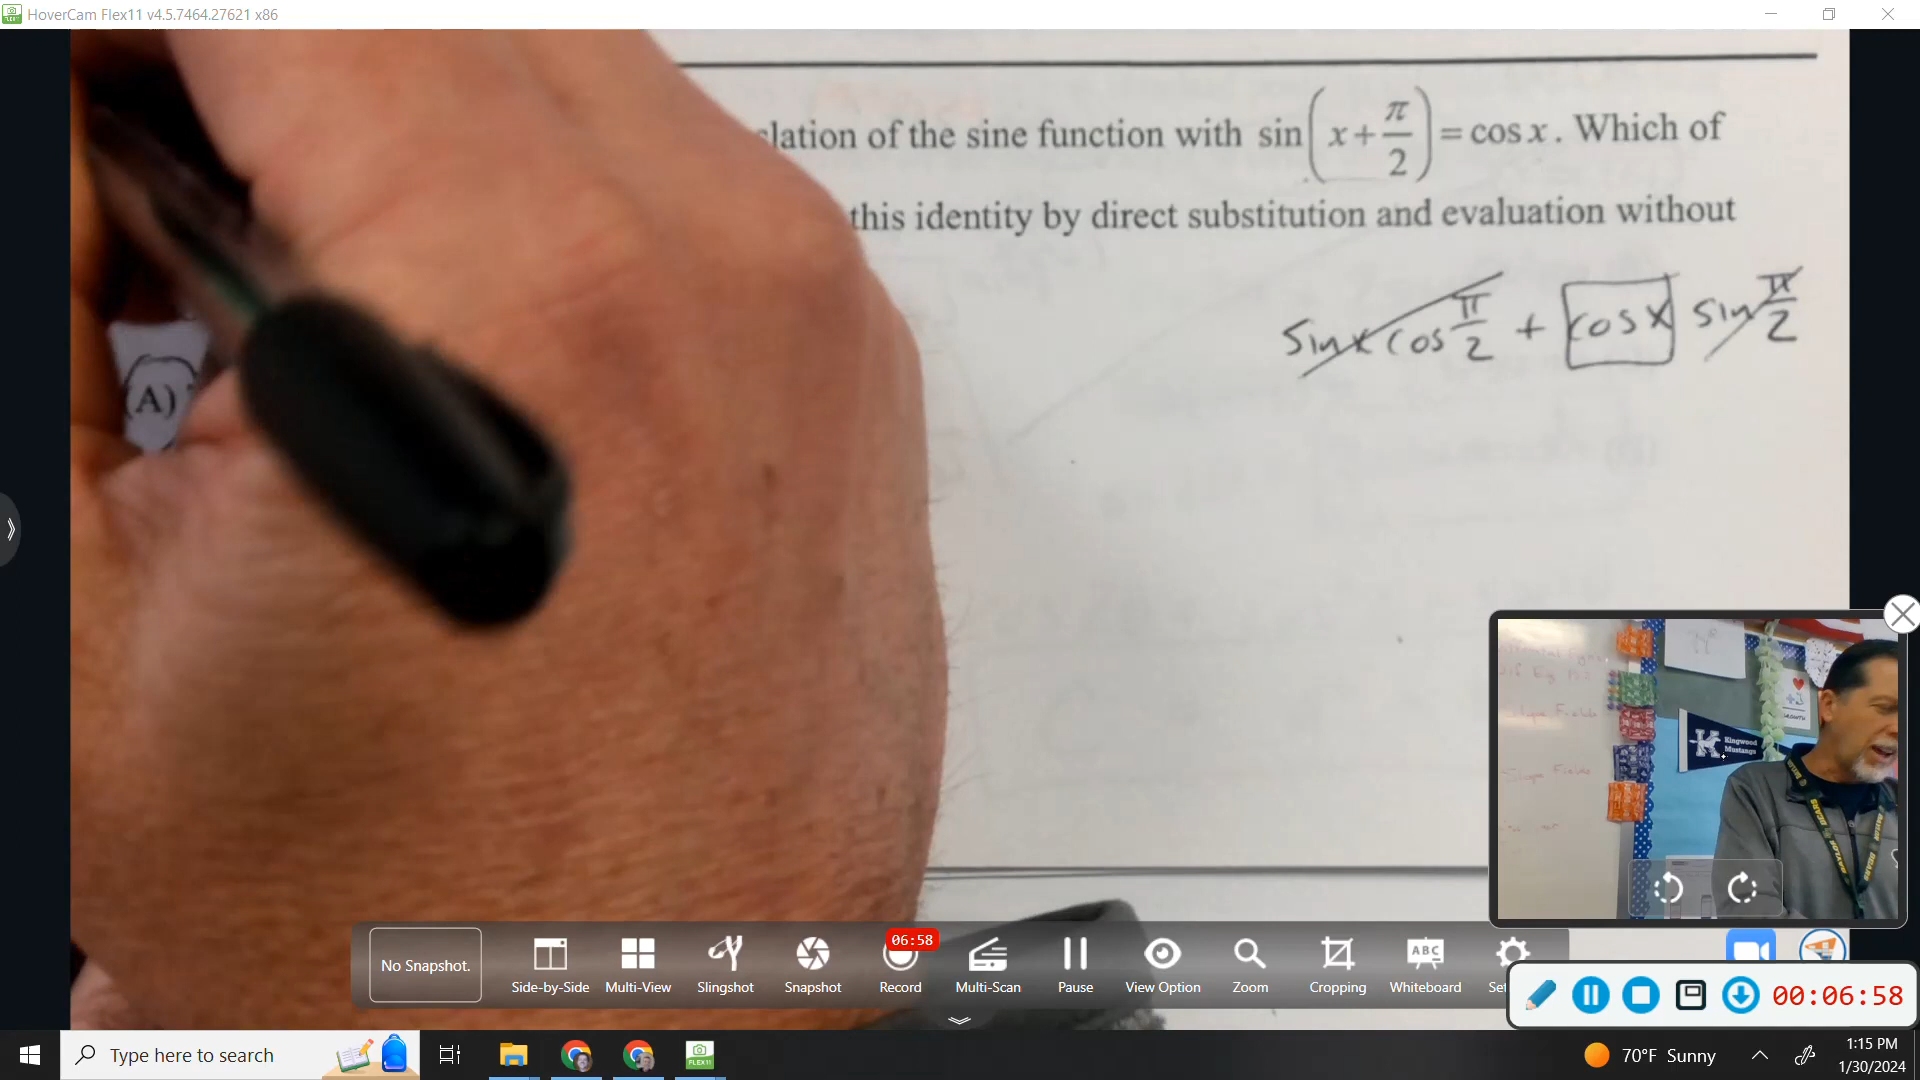 HoverCam Flex11 v4.5.7464.27621 x86
lation of the sine function with sin(x+π/2)=cos x. Which of
this identity by direct substitution and evaluation without
sin x cos π/2 + cos x sin π/2
(A)
Kingwood
Mustangs
No Snapshot.
Side-by-Side
Multi-View
Slingshot
Snapshot
06:58
Record
Multi-Scan
Pause
View Option
Zoom
Cropping
ABC
Whiteboard
00:06:58
FLEX11
Type here to search
70°F Sunny
1:15 PM
1/30/2024